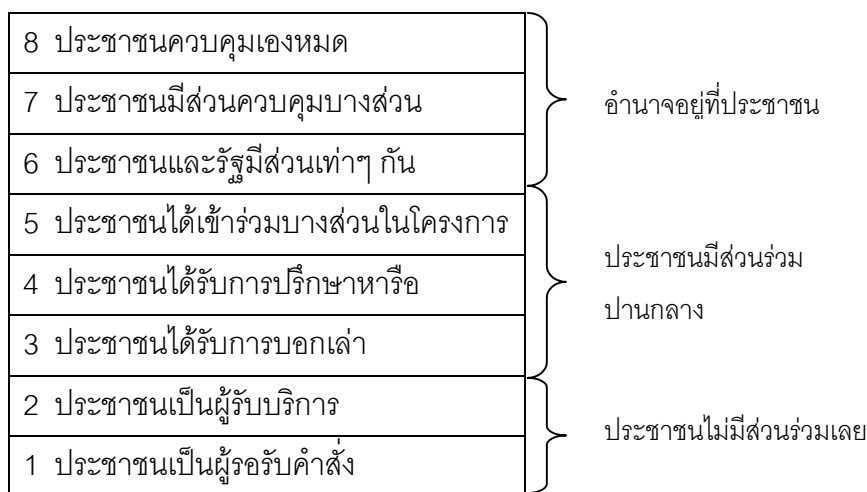 8 ประชาชนควบคุมเองหมด
7 ประชาชนมีส่วนควบคุมบางส่วน
6 ประชาชนและรัฐมีส่วนเท่าๆ กัน
อำนาจอยู่ที่ประชาชน
5 ประชาชนได้เข้าร่วมบางส่วนในโครงการ
4 ประชาชนได้รับการปรึกษาหารือ
3 ประชาชนได้รับการบอกเล่า
ประชาชนมีส่วนร่วม
ปานกลาง
2 ประชาชนเป็นผู้รับบริการ
1 ประชาชนเป็นผู้รอรับคำสั่ง
ประชาชนไม่มีส่วนร่วมเลย